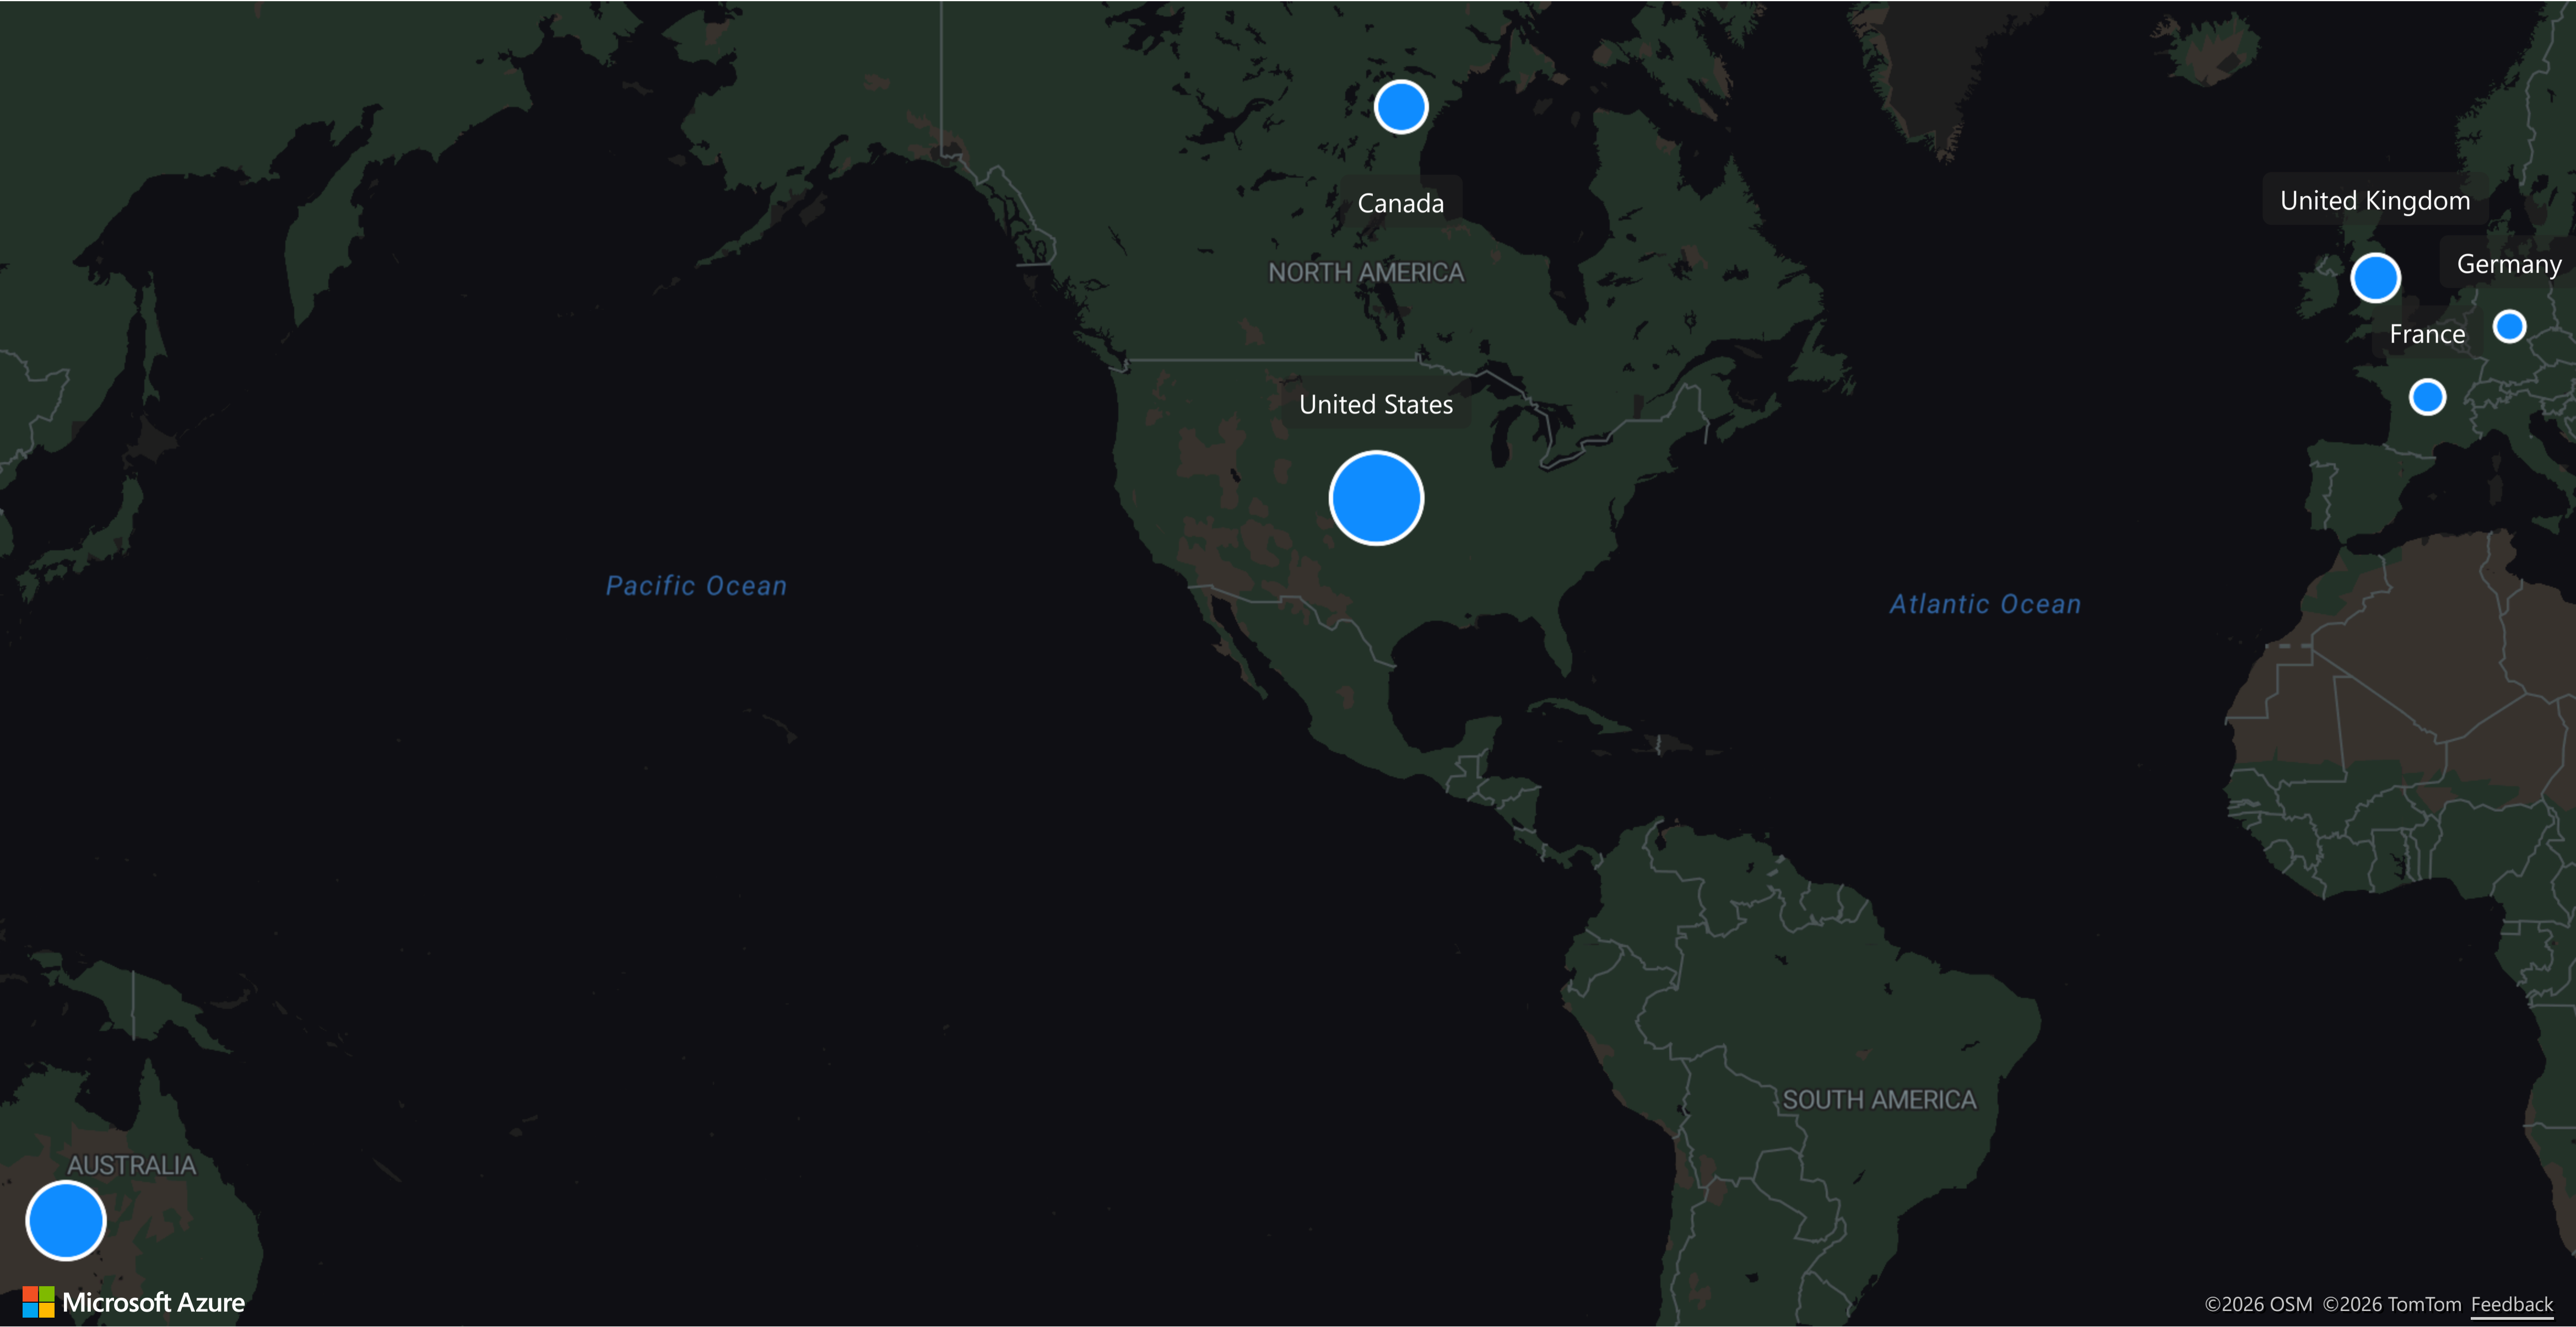 Canada
United Kingdom
Germany
NORTH AMERICA
France
United States
Pacific Ocean
Atlantic Ocean
SOUTH AMERICA
AUSTRALIA
Microsoft Azure
©2026 OSM ©2026 TomTom Feedback